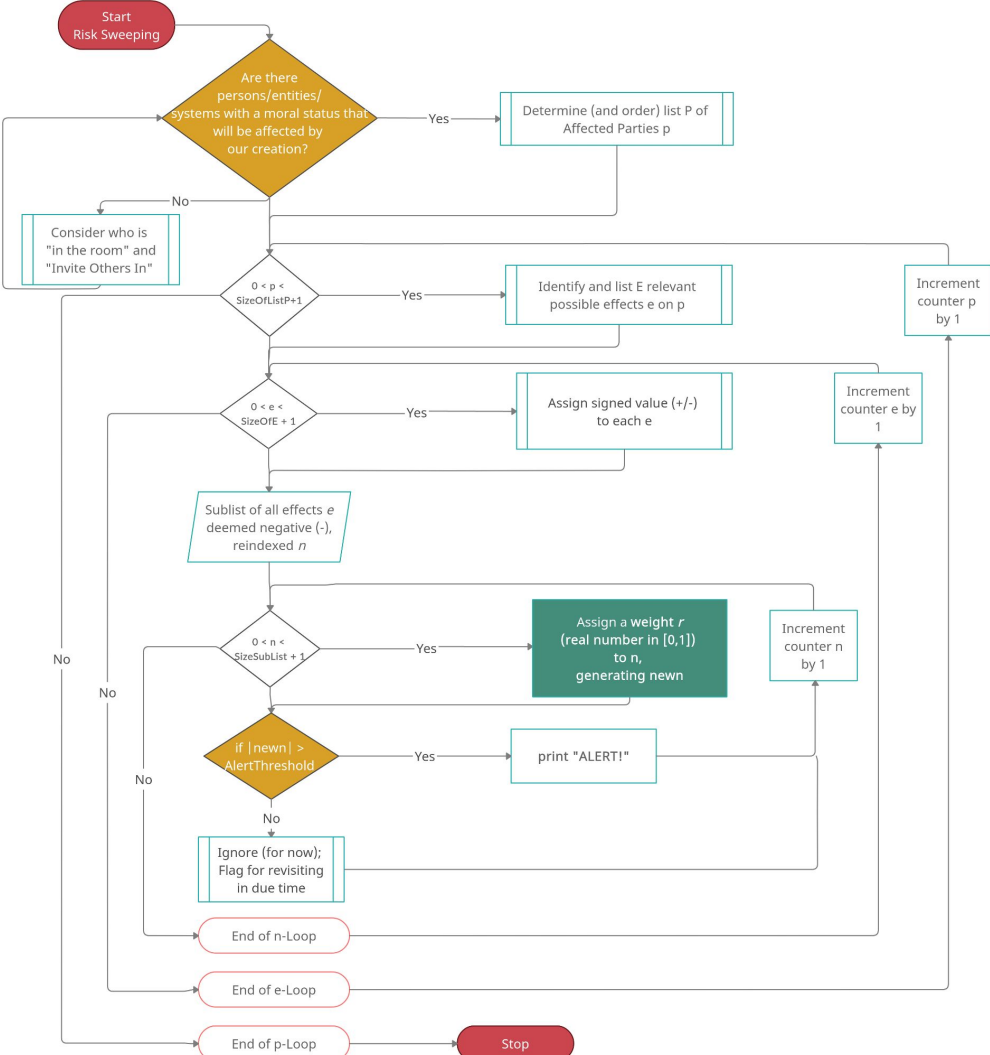 Start
Risk Sweeping
Are there
persons/entities/
systems with a moral status that
will be affected by
our creation?
Yes
Determine (and order) list P of
Affected Parties p
No
Consider who is
"in the room" and
"Invite Others In"
0 < p <
SizeOfListP+1
Yes
Identify and list E relevant
possible effects e on p
Increment
counter p
by 1
0 < e <
SizeOfE + 1
Yes
Assign signed value (+/-)
to each e
Increment
counter e by
1
Sublist of all effects e
deemed negative (-),
reindexed n
0 < n <
SizeSubList + 1
Yes
Assign a weight r
(real number in [0,1])
to n,
generating newn
Increment
counter n
by 1
No
No
No
if |newn| >
AlertThreshold
Yes
print "ALERT!"
No
Ignore (for now);
Flag for revisiting
in due time
End of n-Loop
End of e-Loop
End of p-Loop
Stop